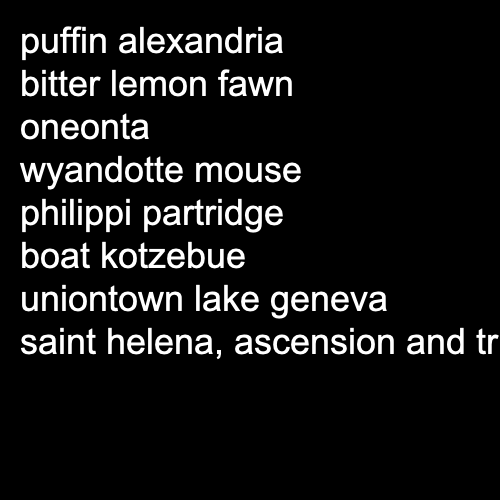 puffin alexandria
bitter lemon fawn
oneonta
wyandotte mouse
philippi partridge
boat kotzebue
uniontown lake geneva
saint helena, ascension and tr